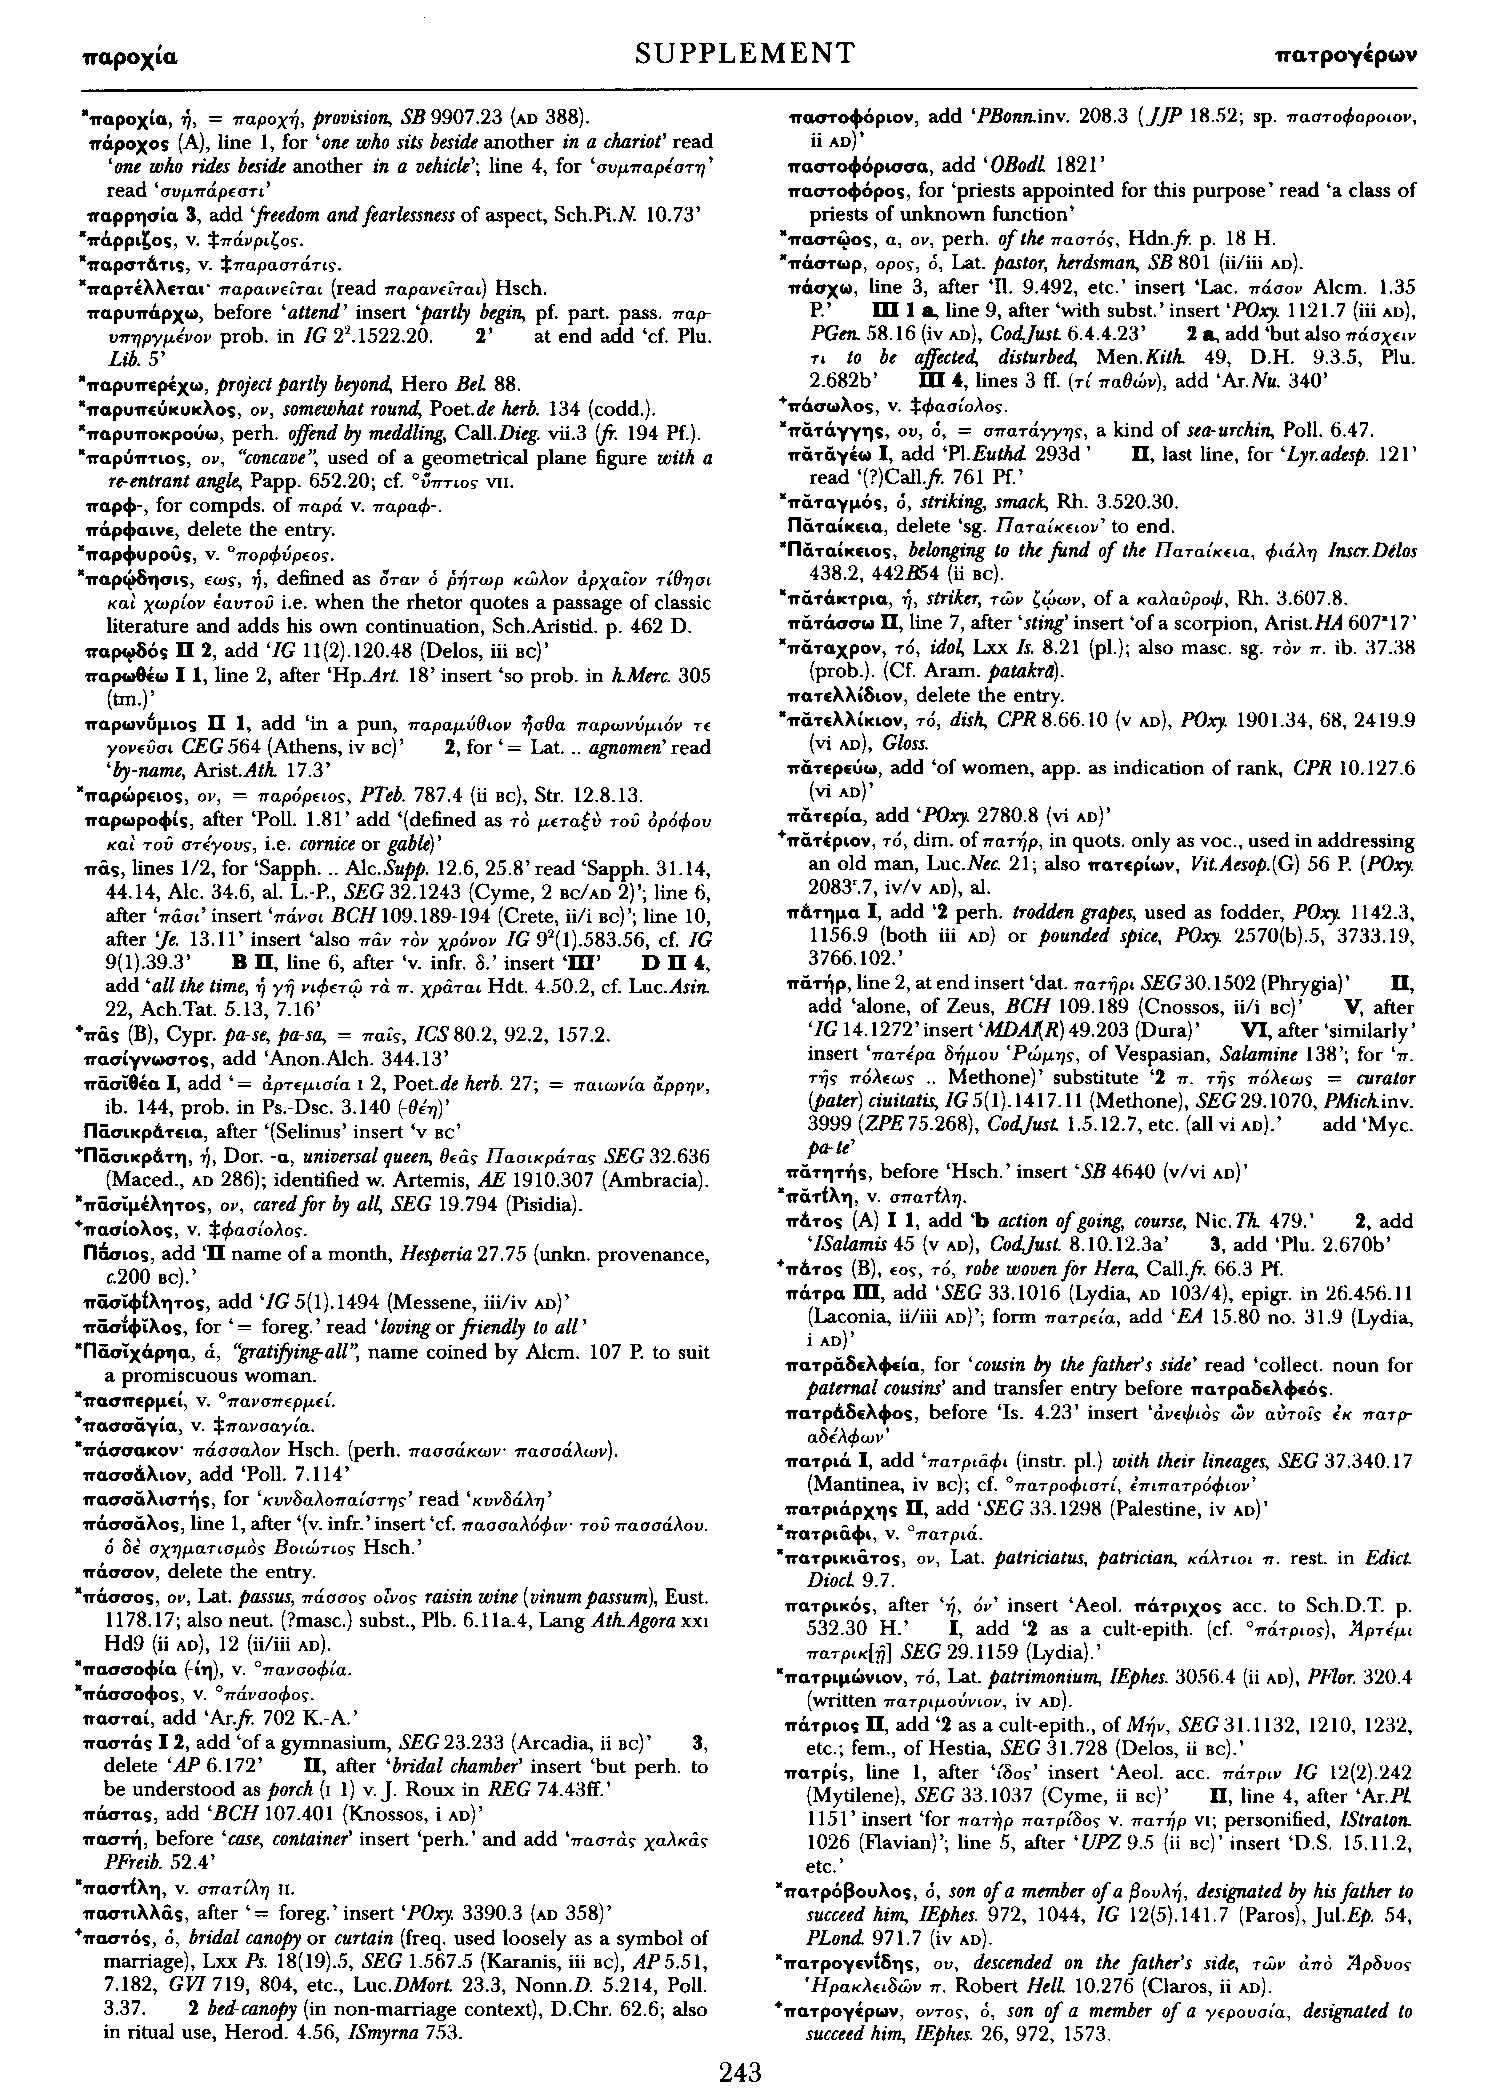 παροχία SUPPLEMENT πατρογέρων
*παροχία, ἡ, = παροχή, provision, SB 9907.23 (AD 388).
πάροχος (A), line 1, for ‘one who sits beside another in a chariot’ read
‘one who rides beside another in a vehicle’; line 4, for ‘συμπαρέστη’
read ‘συμπάρεστι’
παρρησία 3, add ‘freedom and fearlessness of aspect, Sch.Pi.N. 10.73’
*πάρριζος, v. ‡πάνριζος.
*παρστάτις, v. ‡παραστάτις.
*παρτέλλεται· παραινεῖται (read παρανεῖται) Hsch.
παρυπάρχω, before ‘attend’ insert ‘partly begin, pf. part. pass. παρ-
υπηργμένον prob. in IG 2².1522.20. 2’ at end add ‘cf. Plu.
Lib. 5’
*παρυπερέχω, project partly beyond, Hero Bel. 88.
*παρυπεύκυκλος, ον, somewhat round, Poet.de herb. 134 (codd.).
*παρυποκρούω, perh. offend by meddling, Call.Dieg. vii.3 (fr. 194 Pf.).
*παρύπτιος, ον, “concave”, used of a geometrical plane figure with a
re-entrant angle, Papp. 652.20; cf. °ὕπτιος VII.
παρφ-, for compds. of παρά v. παραφ-.
πάρφαινε, delete the entry.
*παρφυροῦς, v. °πορφύρεος.
*παρῴδησις, εως, ἡ, defined as ὅταν ὁ ῥήτωρ κῶλον ἀρχαῖον τίθησι
καὶ χωρίον ἑαυτοῦ i.e. when the rhetor quotes a passage of classic
literature and adds his own continuation, Sch.Aristid. p. 462 D.
παρῳδός II 2, add ‘IG 11(2).120.48 (Delos, iii BC)’
παρωθέω I 1, line 2, after ‘Hp.Art. 18’ insert ‘so prob. in h.Merc. 305
(tm.)’
παρωνύμιος II 1, add ‘in a pun, παραμύθιον ἦσθα παρωνύμιόν τε
γονεῦσι CEG 564 (Athens, iv BC)’ 2, for ‘= Lat. .. agnomen’ read
‘by-name, Arist.Ath. 17.3’
*παρώρειος, ον, = παρόρειος, PTeb. 787.4 (ii BC), Str. 12.8.13.
παρωροφίς, after ‘Poll. 1.81’ add ‘(defined as τὸ μεταξὺ τοῦ ὀρόφου
καὶ τοῦ στέγους, i.e. cornice or gable)’
πᾶς, lines 1/2, for ‘Sapph. .. Alc.Supp. 12.6, 25.8’ read ‘Sapph. 31.14,
44.14, Alc. 34.6, al. L.-P., SEG 32.1243 (Cyme, 2 BC/AD 2)’; line 6,
after ‘πᾶσι’ insert ‘πάνσι BCH 109.189-194 (Crete, ii/i BC)’; line 10,
after ‘Je. 13.11’ insert ‘also πᾶν τὸν χρόνον IG 9²(1).583.56, cf. IG
9(1).39.3’ B II, line 6, after ‘v. infr. δ.’ insert ‘III’ D II 4,
add ‘all the time, ἡ γῆ νιφετῷ τὰ π. χρᾶται Hdt. 4.50.2, cf. Luc.Asin.
22, Ach.Tat. 5.13, 7.16’
⁺πᾶς (B), Cypr. pa-se, pa-sa, = παῖς, ICS 80.2, 92.2, 157.2.
πασίγνωστος, add ‘Anon.Alch. 344.13’
πᾱσῐθέα I, add ‘= ἀρτεμισία I 2, Poet.de herb. 27; = παιωνία ἄρρην,
ib. 144, prob. in Ps.-Dsc. 3.140 (-θέη)’
Πᾱσικράτεια, after ‘(Selinus’ insert ‘v BC’
⁺Πᾱσικράτη, ἡ, Dor. -α, universal queen, θεᾶς Πασικράτας SEG 32.636
(Maced., AD 286); identified w. Artemis, AE 1910.307 (Ambracia).
*πᾱσῐμέλητος, ον, cared for by all, SEG 19.794 (Pisidia).
⁺πασίολος, v. ‡φασίολος.
Πάσιος, add ‘II name of a month, Hesperia 27.75 (unkn. provenance,
c.200 BC).’
πᾱσῐφίλητος, add ‘IG 5(1).1494 (Messene, iii/iv AD)’
πᾱσίφῐλος, for ‘= foreg.’ read ‘loving or friendly to all’
*Πᾱσῐχάρηα, ἁ, “gratifying-all”, name coined by Alcm. 107 P. to suit
a promiscuous woman.
*πασπερμεί, v. °πανσπερμεί.
⁺πασσᾰγία, v. ‡πανσαγία.
*πάσσακον· πάσσαλον Hsch. (perh. πασσάκων· πασσάλων).
πασσάλιον, add ‘Poll. 7.114’
πασσᾰλιστής, for ‘κυνδαλοπαίστης’ read ‘κυνδάλη’
πάσσᾰλος, line 1, after ‘(v. infr.’ insert ‘cf. πασσαλόφιν· τοῦ πασσάλου.
ὁ δὲ σχηματισμὸς Βοιώτιος Hsch.’
πάσσον, delete the entry.
*πάσσος, ον, Lat. passus, πάσσος οἶνος raisin wine (vinum passum), Eust.
1178.17; also neut. (?masc.) subst., Plb. 6.11a.4, Lang Ath.Agora XXI
Hd9 (ii AD), 12 (ii/iii AD).
*πασσοφία (-ίη), v. °πανσοφία.
*πάσσοφος, v. °πάνσοφος.
πασταί, add ‘Ar.fr. 702 K.-A.’
παστάς I 2, add ‘of a gymnasium, SEG 23.233 (Arcadia, ii BC)’ 3,
delete ‘AP 6.172’ II, after ‘bridal chamber’ insert ‘but perh. to
be understood as porch (I 1) v. J. Roux in REG 74.43ff.’
πάστας, add ‘BCH 107.401 (Knossos, i AD)’
παστή, before ‘case, container’ insert ‘perh.’ and add ‘παστὰς χαλκᾶς
PFreib. 52.4’
*παστίλη, v. σπατίλη II.
παστιλλᾶς, after ‘= foreg.’ insert ‘POxy. 3390.3 (AD 358)’
⁺παστός, ὁ, bridal canopy or curtain (freq. used loosely as a symbol of
marriage), LXX Ps. 18(19).5, SEG 1.567.5 (Karanis, iii BC), AP 5.51,
7.182, GVI 719, 804, etc., Luc.DMort. 23.3, Nonn.D. 5.214, Poll.
3.37. 2 bed-canopy (in non-marriage context), D.Chr. 62.6; also
in ritual use, Herod. 4.56, ISmyrna 753.
παστοφόριον, add ‘PBonn.inv. 208.3 (JJP 18.52; sp. παστοφοροιον,
ii AD)’
παστοφόρισσα, add ‘OBodl. 1821’
παστοφόρος, for ‘priests appointed for this purpose’ read ‘a class of
priests of unknown function’
*παστῷος, α, ον, perh. of the παστός, Hdn.fr. p. 18 H.
*πάστωρ, ορος, ὁ, Lat. pastor, herdsman, SB 801 (ii/iii AD).
πάσχω, line 3, after ‘Il. 9.492, etc.’ insert ‘Lac. πάσον Alcm. 1.35
P.’ III 1 a, line 9, after ‘with subst.’ insert ‘POxy. 1121.7 (iii AD),
PGen. 58.16 (iv AD), Cod.Just. 6.4.4.23’ 2 a, add ‘but also πάσχειν
τι to be affected, disturbed, Men.Kith. 49, D.H. 9.3.5, Plu.
2.682b’ III 4, lines 3 ff. (τί παθών), add ‘Ar.Nu. 340’
⁺πάσωλος, v. ‡φασίολος.
*πᾰτάγγης, ου, ὁ, = σπατάγγης, a kind of sea-urchin, Poll. 6.47.
πᾰτᾰγέω I, add ‘Pl.Euthd. 293d’ II, last line, for ‘Lyr.adesp. 121’
read ‘(?)Call.fr. 761 Pf.’
*πᾰταγμός, ὁ, striking, smack, Rh. 3.520.30.
Πᾰταίκεια, delete ‘sg. Παταίκειον’ to end.
*Πᾰταίκειος, belonging to the fund of the Παταίκεια, φιάλη Inscr.Délos
438.2, 442B54 (ii BC).
*πᾰτάκτρια, ἡ, striker, τῶν ζῴων, of a καλαῦροψ, Rh. 3.607.8.
πᾰτάσσω II, line 7, after ‘sting’ insert ‘of a scorpion, Arist.HA 607ᵃ17’
*πᾰταχρον, τό, idol, LXX Is. 8.21 (pl.); also masc. sg. τὸν π. ib. 37.38
(prob.). (Cf. Aram. patakrā).
πατελλίδιον, delete the entry.
*πᾰτελλίκιον, τό, dish, CPR 8.66.10 (v AD), POxy. 1901.34, 68, 2419.9
(vi AD), Gloss.
πᾰτερεύω, add ‘of women, app. as indication of rank, CPR 10.127.6
(vi AD)’
πᾰτερία, add ‘POxy. 2780.8 (vi AD)’
⁺πᾰτέριον, τό, dim. of πατήρ, in quots. only as voc., used in addressing
an old man, Luc.Nec. 21; also πατερίων, Vit.Aesop.(G) 56 P. (POxy.
2083ʳ.7, iv/v AD), al.
πάτημα I, add ‘2 perh. trodden grapes, used as fodder, POxy. 1142.3,
1156.9 (both iii AD) or pounded spice, POxy. 2570(b).5, 3733.19,
3766.102.’
πᾰτήρ, line 2, at end insert ‘dat. πατῆρι SEG 30.1502 (Phrygia)’ II,
add ‘alone, of Zeus, BCH 109.189 (Cnossos, ii/i BC)’ V, after
‘IG 14.1272’ insert ‘MDAI(R) 49.203 (Dura)’ VI, after ‘similarly’
insert ‘πατέρα δήμου Ῥώμης, of Vespasian, Salamine 138’; for ‘π.
τῆς πόλεως .. Methone)’ substitute ‘2 π. τῆς πόλεως = curator
(pater) ciuitatis, IG 5(1).1417.11 (Methone), SEG 29.1070, PMich.inv.
3999 (ZPE 75.268), Cod.Just. 1.5.12.7, etc. (all vi AD).’ add ‘Myc.
pa-te’
πᾰτητής, before ‘Hsch.’ insert ‘SB 4640 (v/vi AD)’
*πᾰτίλη, v. σπατίλη.
πάτος (A) I 1, add ‘b action of going, course, Nic.Th. 479.’ 2, add
‘ISalamis 45 (v AD), Cod.Just. 8.10.12.3a’ 3, add ‘Plu. 2.670b’
⁺πάτος (B), εος, τό, robe woven for Hera, Call.fr. 66.3 Pf.
πάτρα III, add ‘SEG 33.1016 (Lydia, AD 103/4), epigr. in 26.456.11
(Laconia, ii/iii AD)’; form πατρεία, add ‘EA 15.80 no. 31.9 (Lydia,
i AD)’
πατρᾰδελφεία, for ‘cousin by the father’s side’ read ‘collect. noun for
paternal cousins’ and transfer entry before πατραδελφεός.
πατράδελφος, before ‘Is. 4.23’ insert ‘ἀνεψιὸς ὢν αὐτοῖς ἐκ πατρ-
αδέλφων’
πατριά I, add ‘πατριᾶφι (instr. pl.) with their lineages, SEG 37.340.17
(Mantinea, iv BC); cf. °πατροφιστί, ἐπιπατρόφιον’
πατριάρχης II, add ‘SEG 33.1298 (Palestine, iv AD)’
*πατριᾶφι, v. °πατριά.
*πατρικιᾶτος, ον, Lat. patriciatus, patrician, κάλτιοι π. rest. in Edict.
Diocl. 9.7.
πατρικός, after ‘ή, όν’ insert ‘Aeol. πάτριχος acc. to Sch.D.T. p.
532.30 H.’ I, add ‘2 as a cult-epith. (cf. °πάτριος), Ἀρτέμι
πατρικ[ῇ] SEG 29.1159 (Lydia).’
*πατριμώνιον, τό, Lat. patrimonium, IEphes. 3056.4 (ii AD), PFlor. 320.4
(written πατριμούνιον, iv AD).
πάτριος II, add ‘2 as a cult-epith., of Μήν, SEG 31.1132, 1210, 1232,
etc.; fem., of Hestia, SEG 31.728 (Delos, ii BC).’
πατρίς, line 1, after ‘ίδος’ insert ‘Aeol. acc. πάτριν IG 12(2).242
(Mytilene), SEG 33.1037 (Cyme, ii BC)’ II, line 4, after ‘Ar.Pl.
1151’ insert ‘for πατὴρ πατρίδος v. πατήρ VI; personified, IStraton.
1026 (Flavian)’; line 5, after ‘UPZ 9.5 (ii BC)’ insert ‘D.S. 15.11.2,
etc.’
*πατρόβουλος, ὁ, son of a member of a βουλή, designated by his father to
succeed him, IEphes. 972, 1044, IG 12(5).141.7 (Paros), Jul.Ep. 54,
PLond. 971.7 (iv AD).
*πατρογενίδης, ου, descended on the father’s side, τῶν ἀπὸ Ἄρδυος
Ἡρακλειδῶν π. Robert Hell. 10.276 (Claros, ii AD).
⁺πατρογέρων, οντος, ὁ, son of a member of a γερουσία, designated to
succeed him, IEphes. 26, 972, 1573.
243